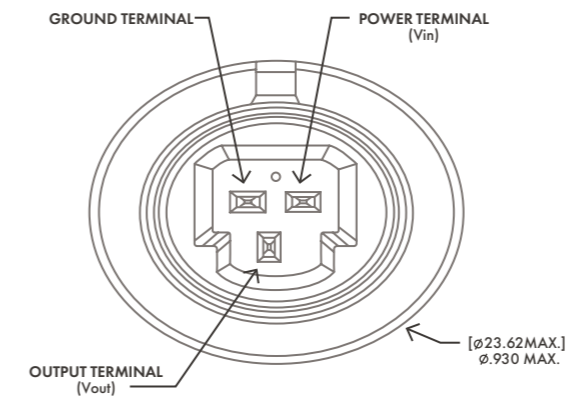 GROUND TERMINAL
POWER TERMINAL
(Vin)
[ø23.62MAX.]
Ø.930 MAX.
OUTPUT TERMINAL
(Vout)